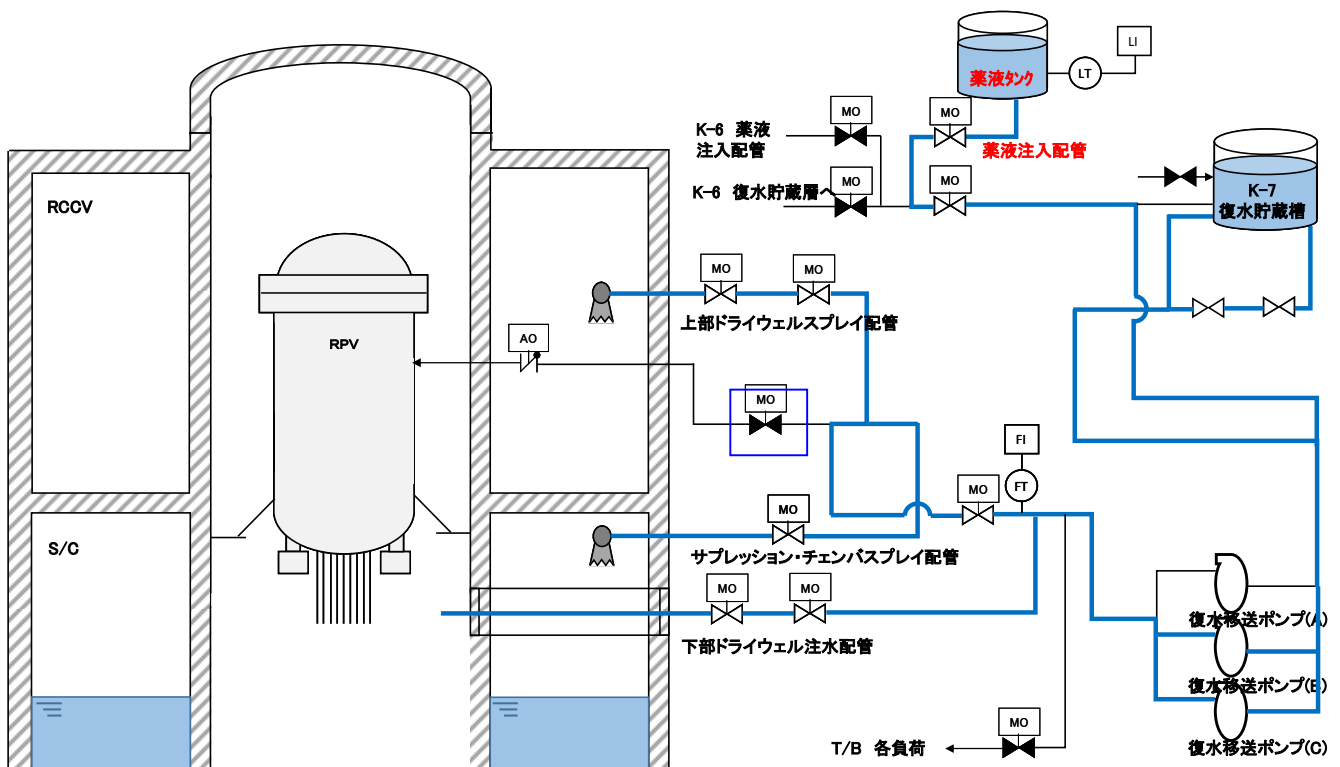 LI
LT
薬液タンク
MO
MO
K-6 薬液
注入配管
薬液注入配管
MO
MO
K-6 復水貯蔵層へ
K-7
復水貯蔵槽
RCCV
MO
MO
上部ドライウェルスプレイ配管
AO
RPV
MO
FI
FT
MO
MO
S/C
サプレッション・チェンバスプレイ配管
MO
MO
下部ドライウェル注水配管
復水移送ポンプ(A)
復水移送ポンプ(B)
MO
T/B 各負荷
復水移送ポンプ(C)